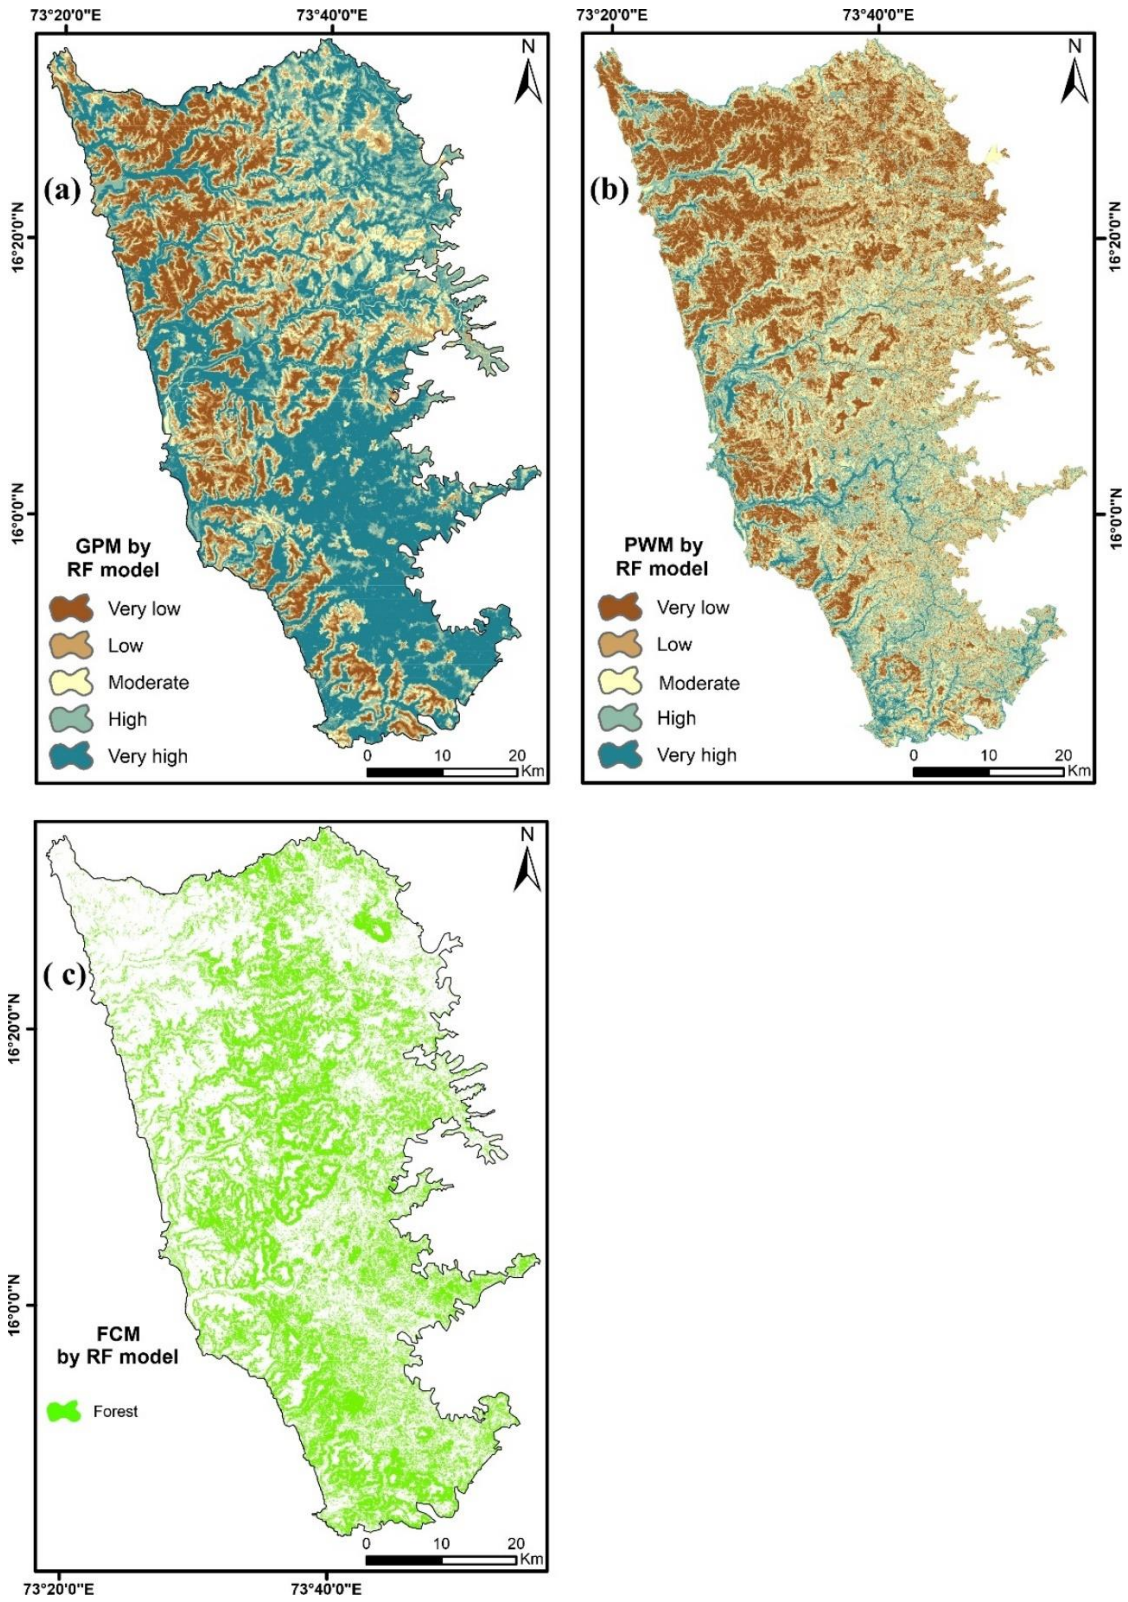 73°20'0"E
73°40'0"E
73°20'0"E
73°40'0"E
N
N
(a)
(b)
16°20'0"N
16°20'0"N
16°0'0"N
16°0'0"N
GPM by
RF model
Very low
Low
Moderate
High
Very high
0 10 20
Km
PWM by
RF model
Very low
Low
Moderate
High
Very high
0 10 20
Km
N
( c)
16°20'0"N
16°0'0"N
FCM
by RF model
Forest
0 10 20
Km
73°20'0"E
73°40'0"E